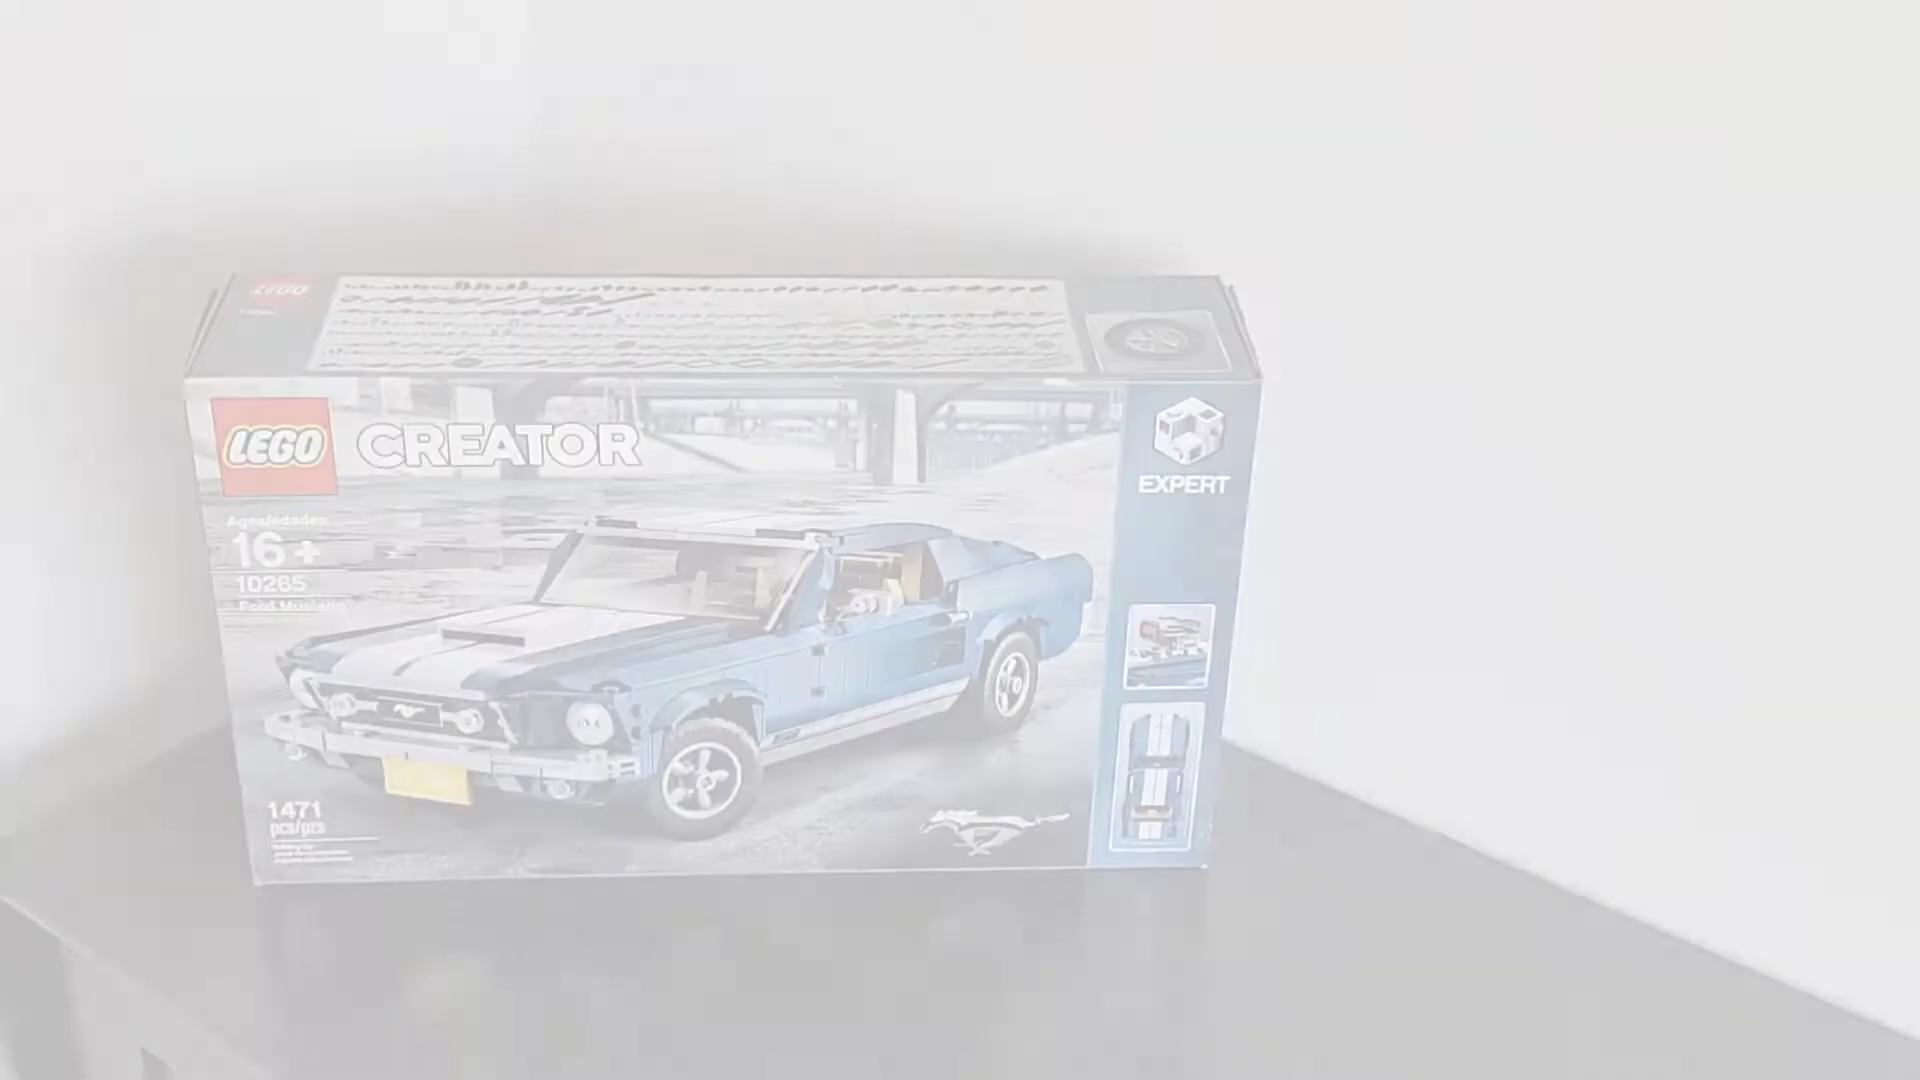 LEGO
LEGO CREATOR
EXPERT
Ages/edades
16+
10265
Ford Mustang
1471
pcs/pzs